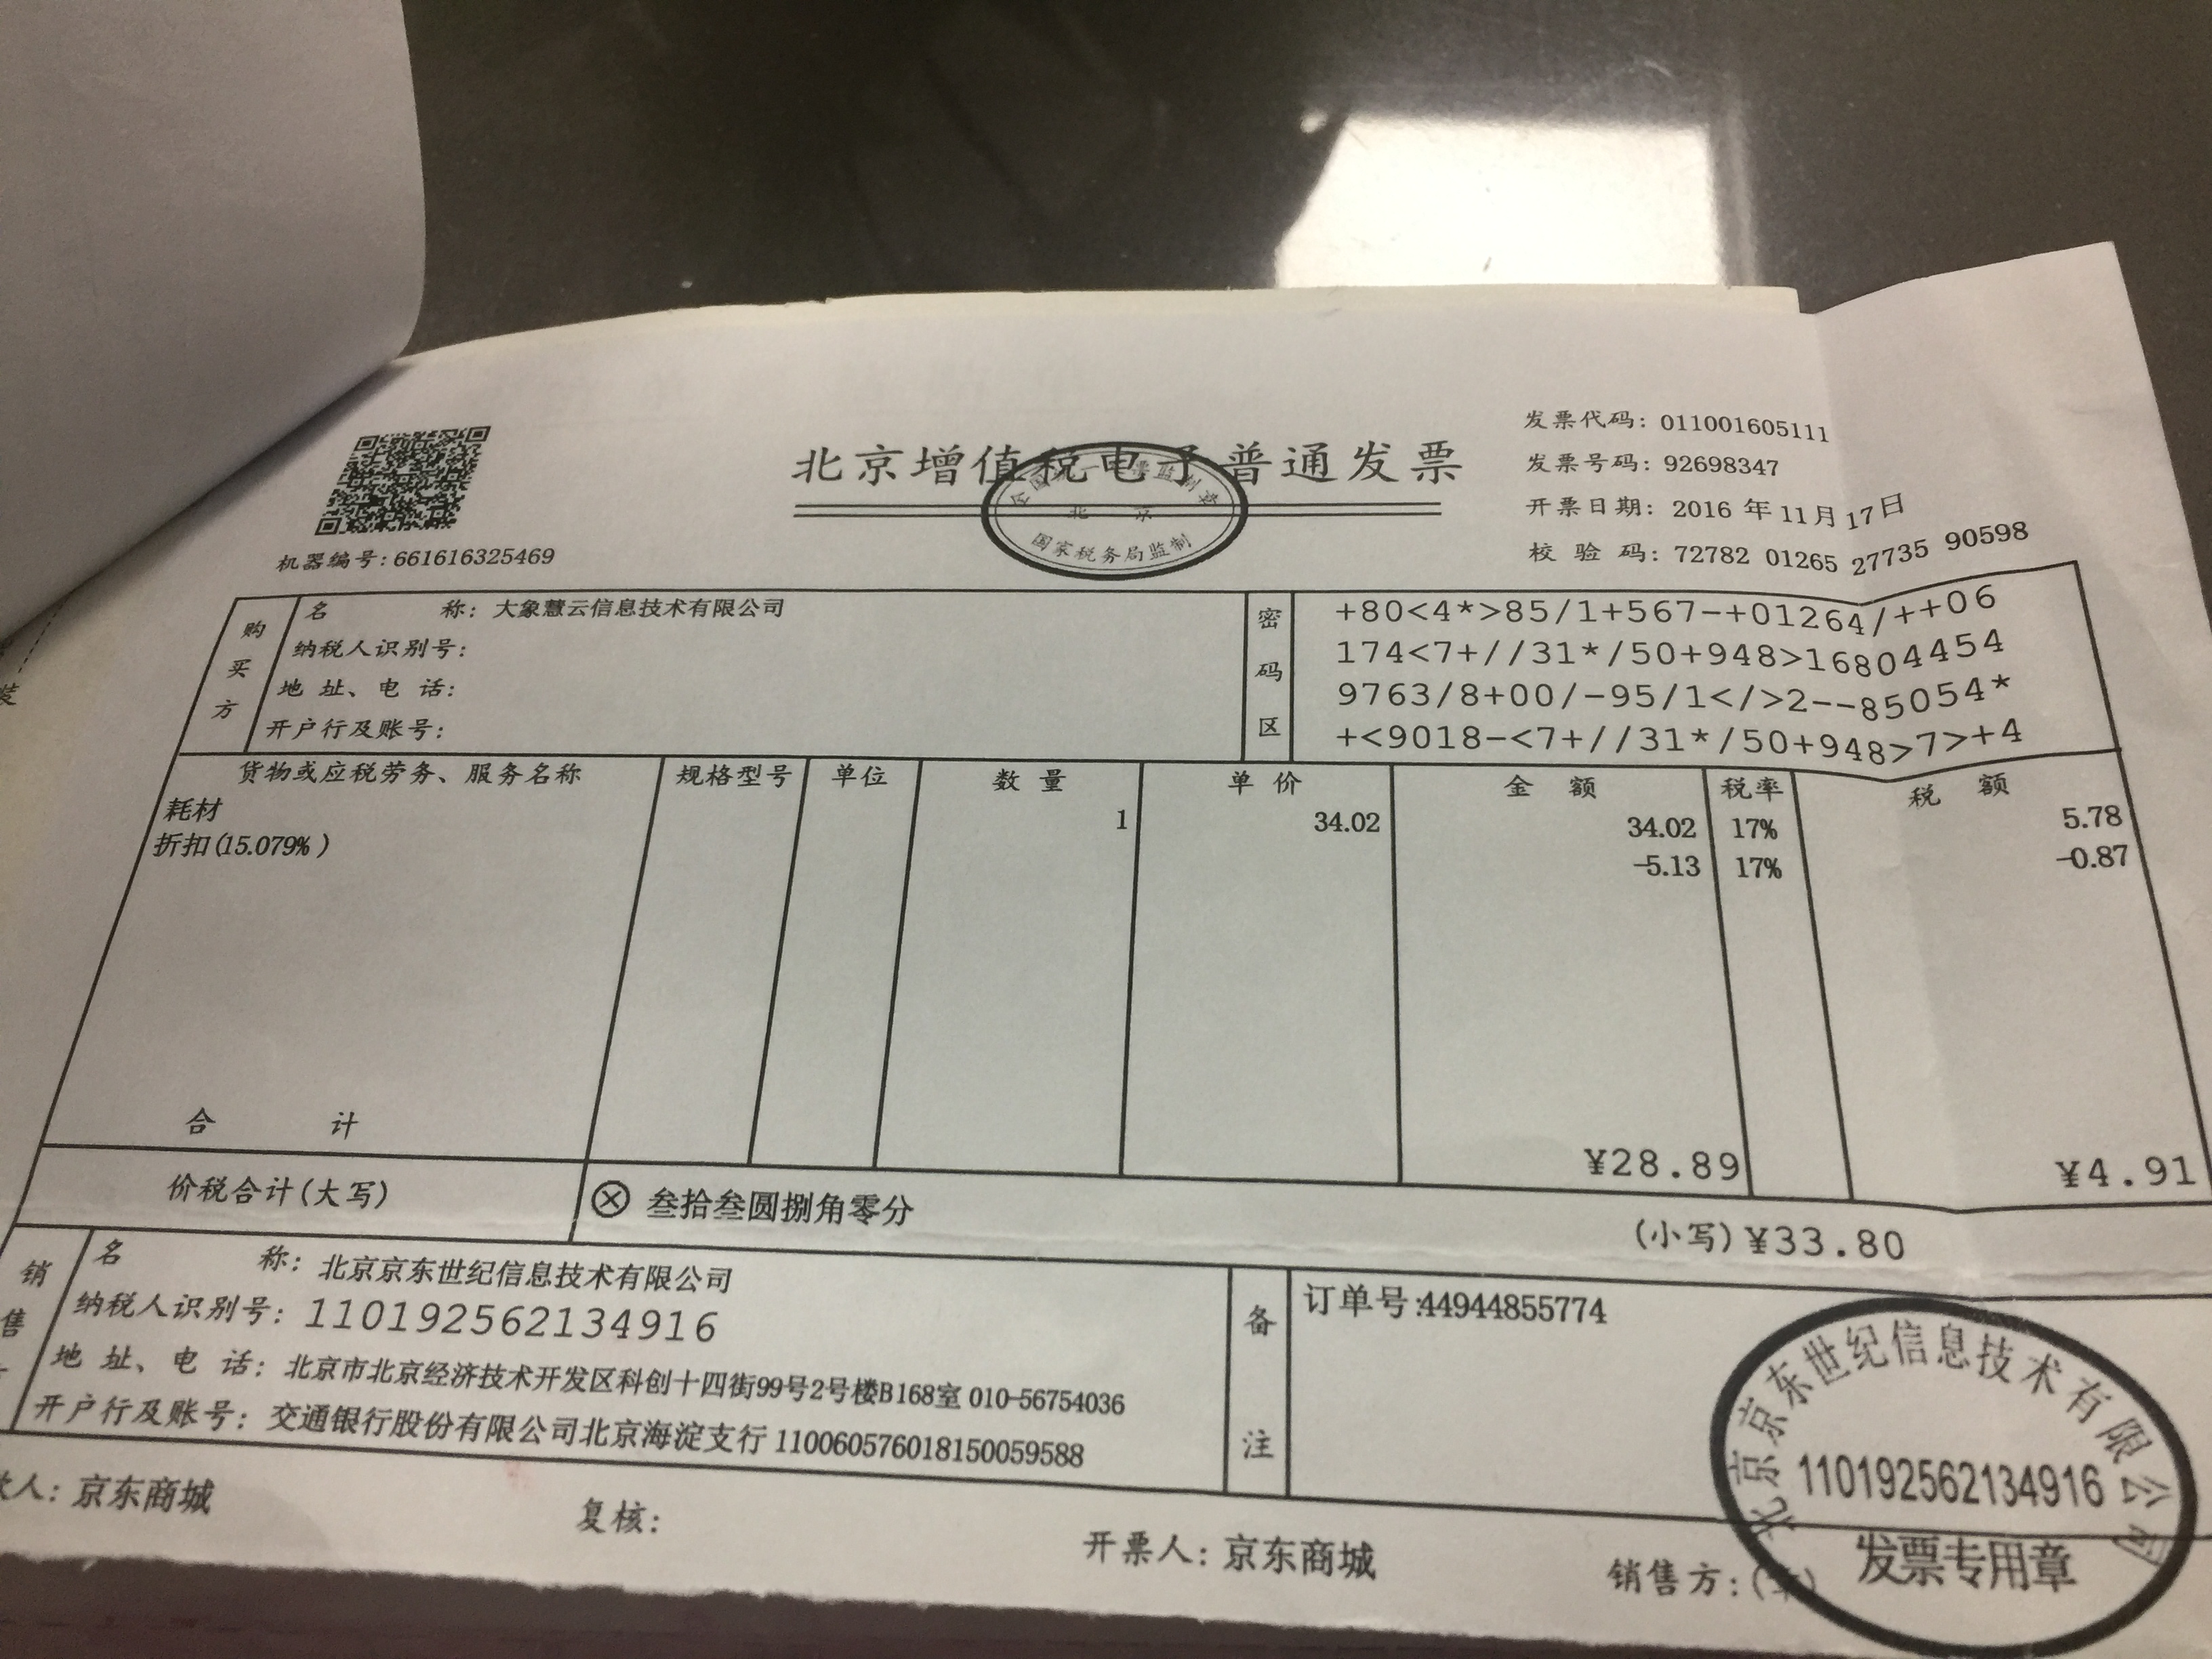 北京增值税电子普通发票
全国统一发票监制章
北京
国家税务局监制
发票代码: 011001605111
发票号码: 92698347
开票日期: 2016 年 11月 17日
校 验 码: 72782 01265 27735 90598
机器编号: 661616325469
购买方
名 称: 大象慧云信息技术有限公司
纳税人识别号:
地 址、电 话:
开户行及账号:
密码区
+80<4*>85/1+567-+01264/++06
174<7+//31*/50+948>16804454
9763/8+00/-95/1</>2--85054*
+<9018-<7+//31*/50+948>7>+4
货物或应税劳务、服务名称 规格型号 单位 数 量 单 价 金 额 税率 税 额
耗材 1 34.02 34.02 17% 5.78
折扣(15.079%) -5.13 17% -0.87
合 计 ¥28.89 ¥4.91
价税合计(大写) ⊗ 叁拾叁圆捌角零分 (小写) ¥33.80
销售
名 称: 北京京东世纪信息技术有限公司
纳税人识别号: 110192562134916
地 址、电 话: 北京市北京经济技术开发区科创十四街99号2号楼B168室 010-56754036
开户行及账号: 交通银行股份有限公司北京海淀支行 110060576018150059588
备注
订单号:44944855774
北京京东世纪信息技术有限公司
110192562134916
发票专用章
款人: 京东商城 复核: 开票人: 京东商城 销售方: (章)
装